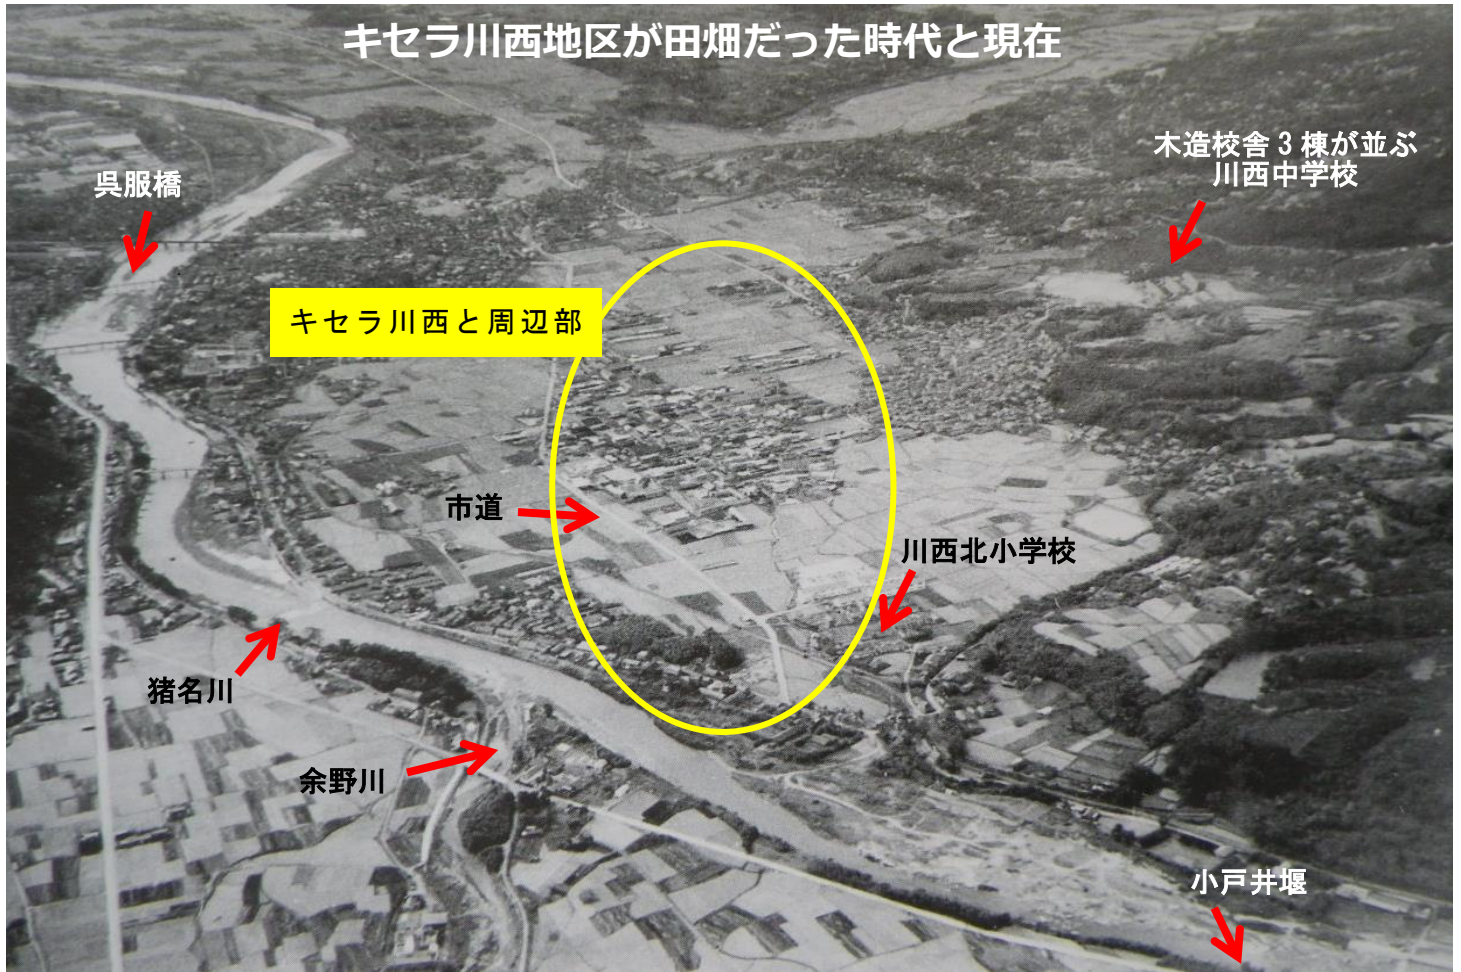 キセラ川西地区が田畑だった時代と現在
木造校舎3棟が並ぶ
川西中学校
呉服橋
キセラ川西と周辺部
市道
川西北小学校
猪名川
余野川
小戸井堰